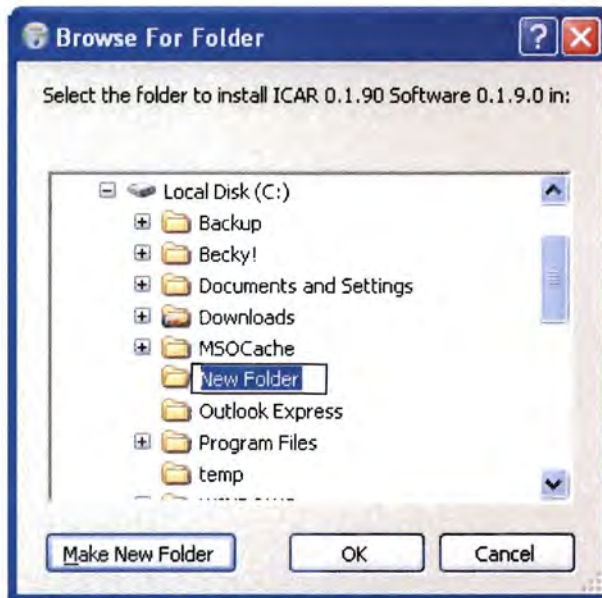 Browse For Folder
Select the folder to install ICAR 0.1.90 Software 0.1.9.0 in:
Local Disk (C:)
Backup
Becky!
Documents and Settings
Downloads
MSOCache
New Folder
Outlook Express
Program Files
temp
Make New Folder OK Cancel